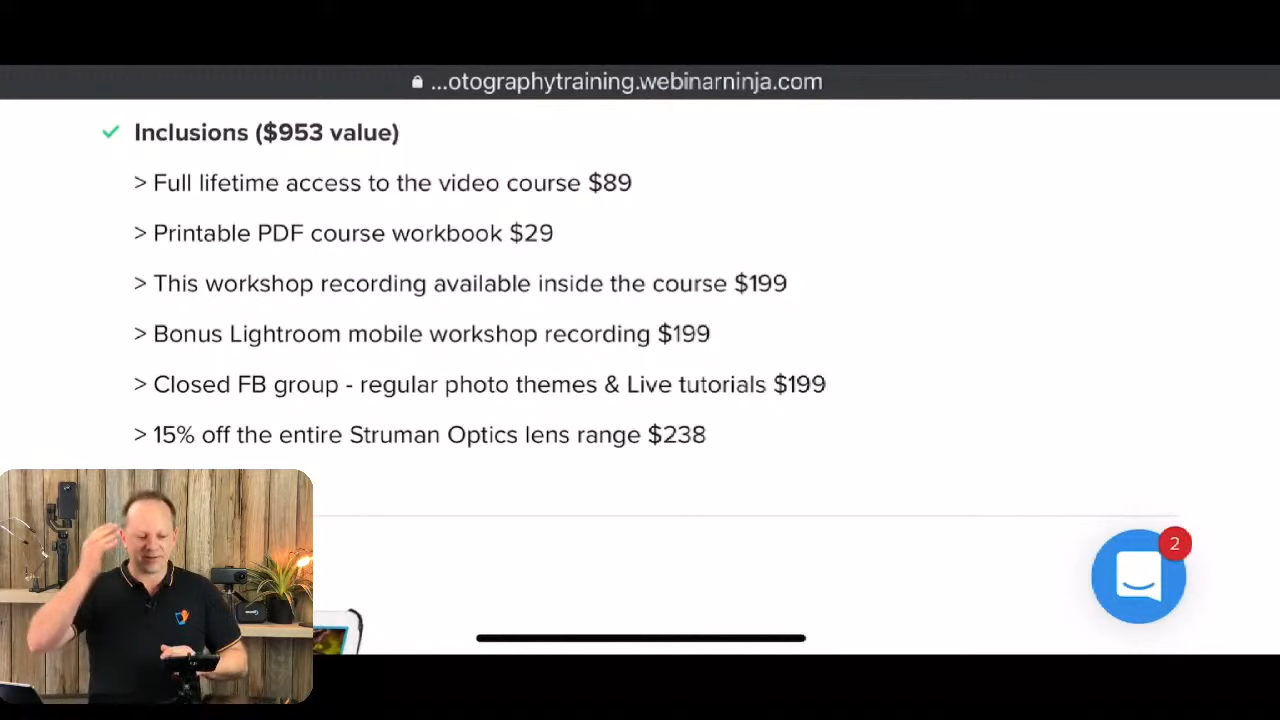 ...otographytraining.webinarninja.com
Inclusions ($953 value)
> Full lifetime access to the video course $89
> Printable PDF course workbook $29
> This workshop recording available inside the course $199
> Bonus Lightroom mobile workshop recording $199
> Closed FB group - regular photo themes & Live tutorials $199
> 15% off the entire Struman Optics lens range $238
2